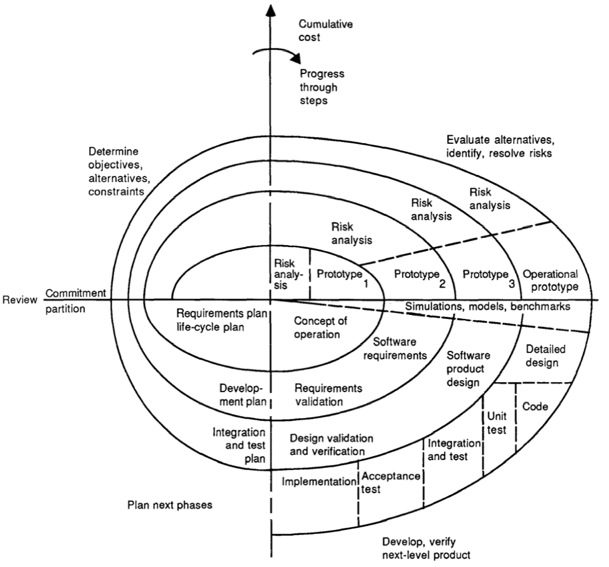 Cumulative
cost
Progress
through
steps
Evaluate alternatives,
identify, resolve risks
Determine
objectives,
alternatives,
constraints
Risk
analysis
Risk
analysis
Risk
analysis
Risk
analy-
sis
Prototype
1
Prototype
2
Prototype
3
Operational
prototype
Review
Commitment
partition
Simulations, models, benchmarks
Requirements plan
life-cycle plan
Concept of
operation
Software
requirements
Software
product
design
Detailed
design
Develop-
ment plan
Requirements
validation
Code
Unit
test
Integration
and test
plan
Design validation
and verification
Integration
and test
Acceptance
test
Implementation
Plan next phases
Develop, verify
next-level product